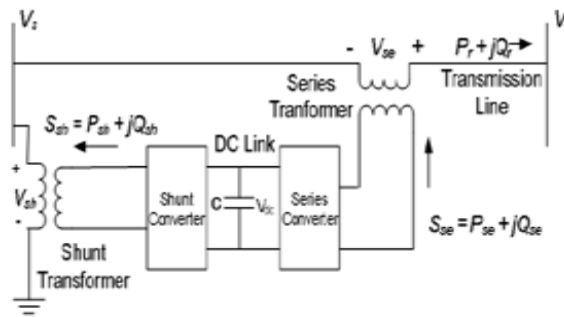 Vs
V
- Vse +
Pr + jQr
Series
Tranformer
Transmission
Line
Ssh = Psh + jQsh
DC Link
+
Vsh
-
Shunt
Converter
C
VDC
Series
Converter
Sse = Pse + jQse
Shunt
Transformer